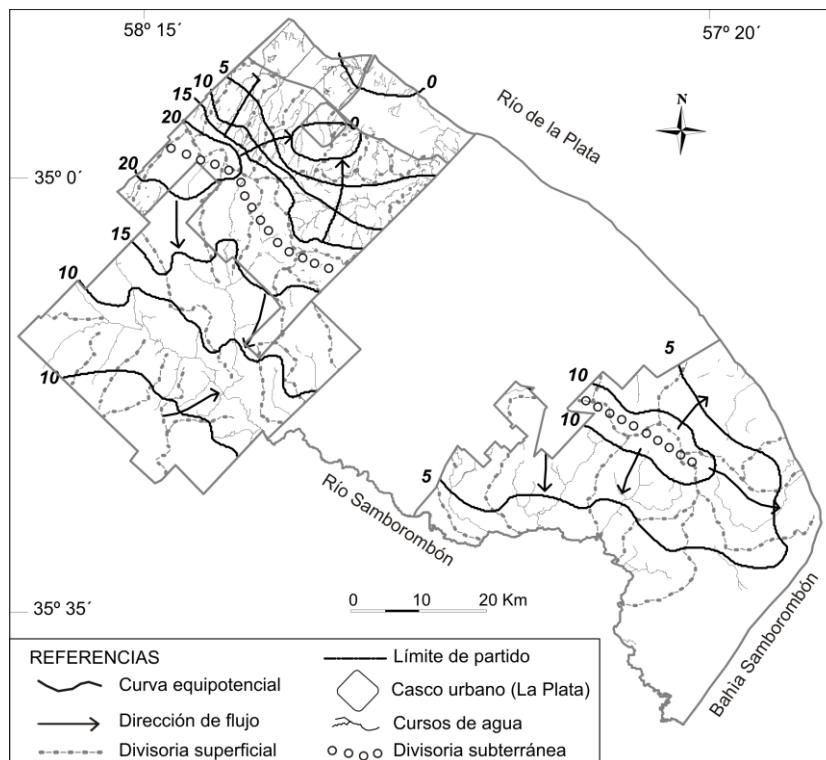 58º 15´
57º 20´
0
5
10
15
20
0
Río de la Plata
N
20
35º 0´
15
10
10
5
10
10
5
Río Samborombón
35º 35´
0 10 20 Km
Bahìa Samborombón
REFERENCIAS
Curva equipotencial
Dirección de flujo
Divisoria superficial
Límite de partido
Casco urbano (La Plata)
Cursos de agua
Divisoria subterránea